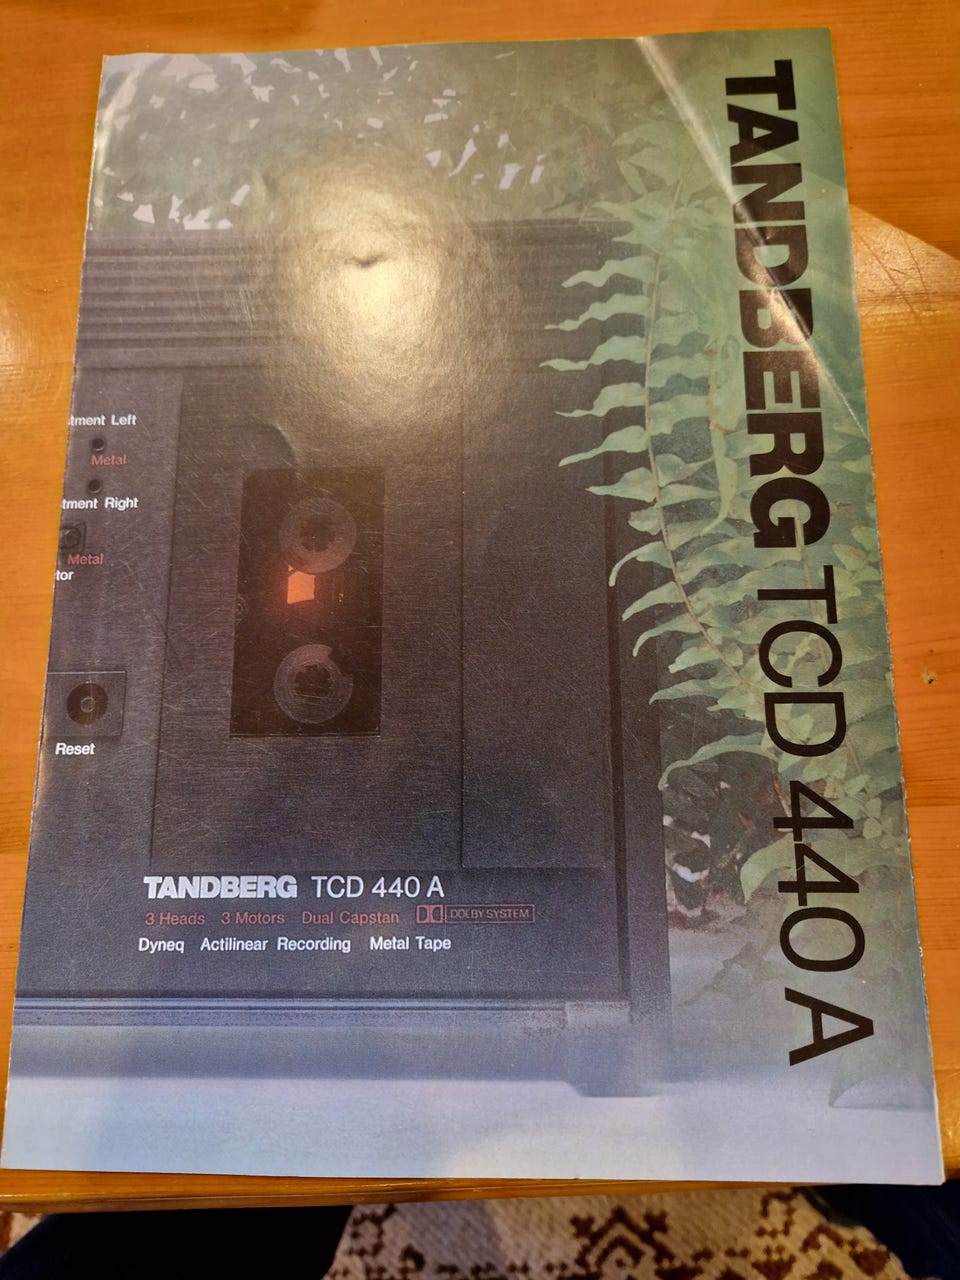 TANDBERG TCD 440 A
tment Left
Metal
tment Right
Metal
tor
Reset
TANDBERG TCD 440 A
3 Heads 3 Motors Dual Capstan DOLBY SYSTEM
Dyneq Actilinear Recording Metal Tape